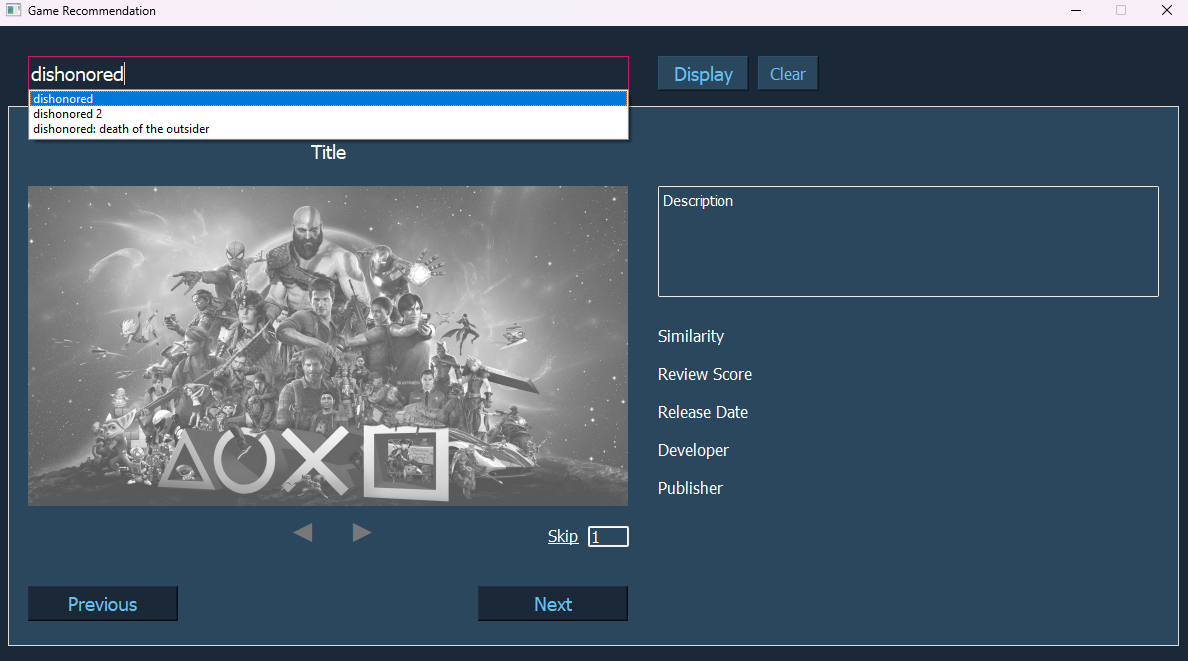 Game Recommendation
dishonored
Display
Clear
dishonored
dishonored 2
dishonored: death of the outsider
Title
Description
Similarity
Review Score
Release Date
Developer
Publisher
Skip 1
Previous
Next